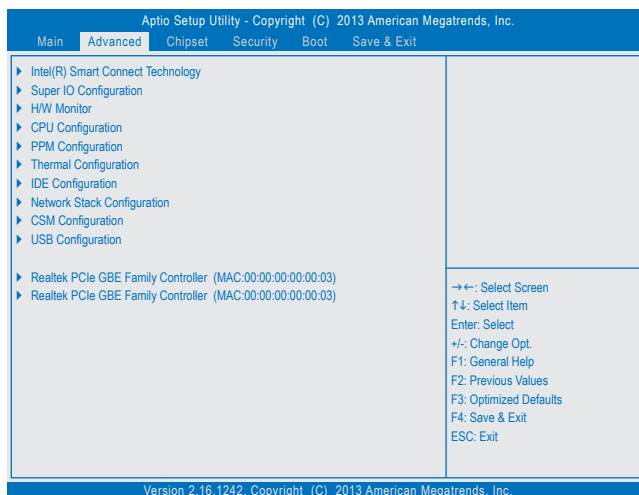 Aptio Setup Utility - Copyright (C) 2013 American Megatrends, Inc.
Main Advanced Chipset Security Boot Save & Exit
Intel(R) Smart Connect Technology
Super IO Configuration
H/W Monitor
CPU Configuration
PPM Configuration
Thermal Configuration
IDE Configuration
Network Stack Configuration
CSM Configuration
USB Configuration
Realtek PCIe GBE Family Controller (MAC:00:00:00:00:00:03)
Realtek PCIe GBE Family Controller (MAC:00:00:00:00:00:03)
→←: Select Screen
↑↓: Select Item
Enter: Select
+/-: Change Opt.
F1: General Help
F2: Previous Values
F3: Optimized Defaults
F4: Save & Exit
ESC: Exit
Version 2.16.1242. Copyright (C) 2013 American Megatrends, Inc.